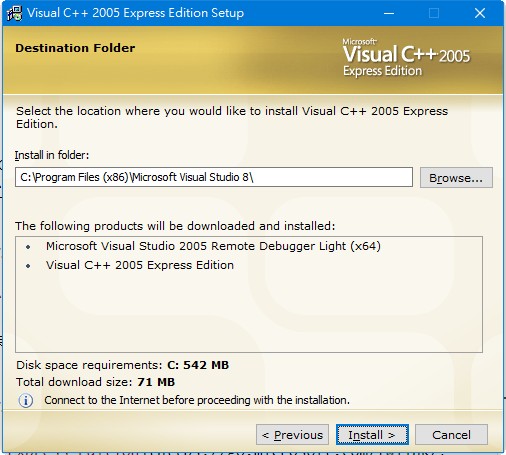 Visual C++ 2005 Express Edition Setup
Destination Folder
Microsoft
Visual C++ 2005
Express Edition
Select the location where you would like to install Visual C++ 2005 Express
Edition.
Install in folder:
C:\Program Files (x86)\Microsoft Visual Studio 8\
Browse...
The following products will be downloaded and installed:
Microsoft Visual Studio 2005 Remote Debugger Light (x64)
Visual C++ 2005 Express Edition
Disk space requirements: C: 542 MB
Total download size: 71 MB
Connect to the Internet before proceeding with the installation.
< Previous
Install >
Cancel